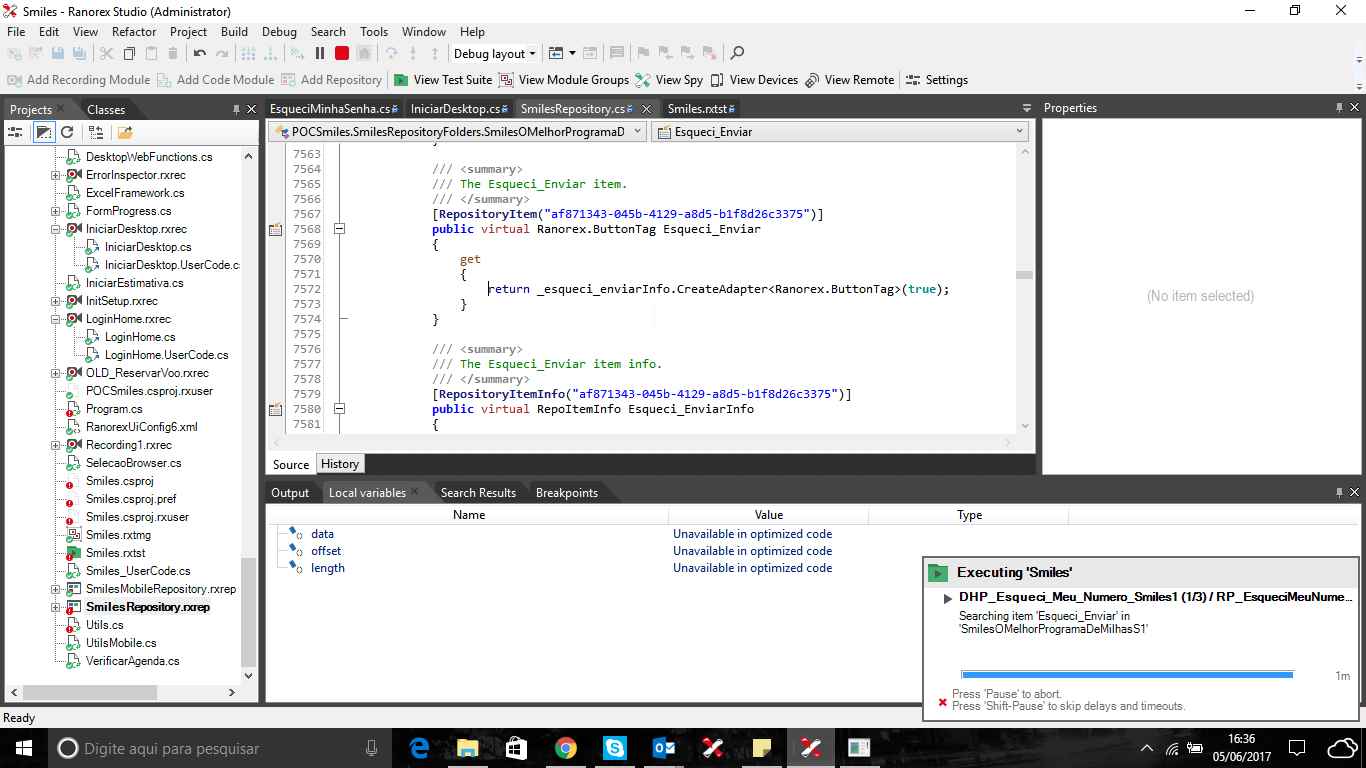 Smiles - Ranorex Studio (Administrator)
File Edit View Refactor Project Build Debug Search Tools Window Help
Debug layout
Add Recording Module Add Code Module Add Repository View Test Suite View Module Groups View Spy View Devices View Remote Settings
Projects Classes
EsqueciMinhaSenha.cs IniciarDesktop.cs SmilesRepository.cs Smiles.rxtst
Properties
POCSmiles.SmilesRepositoryFolders.SmilesOMelhorProgramaD Esqueci_Enviar
DesktopWebFunctions.cs
ErrorInspector.rxrec
ExcelFramework.cs
FormProgress.cs
IniciarDesktop.rxrec
IniciarDesktop.cs
IniciarDesktop.UserCode.c
IniciarEstimativa.cs
InitSetup.rxrec
LoginHome.rxrec
LoginHome.cs
LoginHome.UserCode.cs
OLD_ReservarVoo.rxrec
POCSmiles.csproj.rxuser
Program.cs
RanorexUiConfig6.xml
Recording1.rxrec
SelecaoBrowser.cs
Smiles.csproj
Smiles.csproj.pref
Smiles.csproj.rxuser
Smiles.rxtmg
Smiles.rxtst
Smiles_UserCode.cs
SmilesMobileRepository.rxrep
SmilesRepository.rxrep
Utils.cs
UtilsMobile.cs
VerificarAgenda.cs
7563 }
7564 /// <summary>
7565 /// The Esqueci_Enviar item.
7566 /// </summary>
7567 [RepositoryItem("af871343-045b-4129-a8d5-b1f8d26c3375")]
7568 public virtual Ranorex.ButtonTag Esqueci_Enviar
7569 {
7570 get
7571 {
7572 return _esqueci_enviarInfo.CreateAdapter<Ranorex.ButtonTag>(true);
7573 }
7574 }
7575
7576 /// <summary>
7577 /// The Esqueci_Enviar item info.
7578 /// </summary>
7579 [RepositoryItemInfo("af871343-045b-4129-a8d5-b1f8d26c3375")]
7580 public virtual RepoItemInfo Esqueci_EnviarInfo
7581 {
Source History
(No item selected)
Output Local variables Search Results Breakpoints
Name Value Type
data Unavailable in optimized code
offset Unavailable in optimized code
length Unavailable in optimized code
Executing 'Smiles'
DHP_Esqueci_Meu_Numero_Smiles1 (1/3) / RP_EsqueciMeuNume...
Searching item 'Esqueci_Enviar' in
'SmilesOMelhorProgramaDeMilhasS1'
1m
Press 'Pause' to abort.
Press 'Shift-Pause' to skip delays and timeouts.
Ready
Digite aqui para pesquisar
16:36
05/06/2017